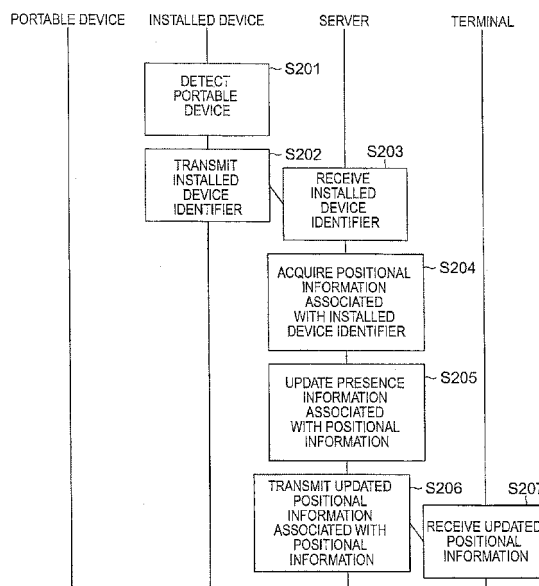 PORTABLE DEVICE
INSTALLED DEVICE
SERVER
TERMINAL
S201
DETECT
PORTABLE
DEVICE
S202
TRANSMIT
INSTALLED
DEVICE
IDENTIFIER
S203
RECEIVE
INSTALLED
DEVICE
IDENTIFIER
S204
ACQUIRE POSITIONAL
INFORMATION
ASSOCIATED
WITH INSTALLED
DEVICE IDENTIFIER
S205
UPDATE PRESENCE
INFORMATION
ASSOCIATED
WITH POSITIONAL
INFORMATION
S206
TRANSMIT UPDATED
POSITIONAL
INFORMATION
ASSOCIATED WITH
POSITIONAL
INFORMATION
S207
RECEIVE UPDATED
POSITIONAL
INFORMATION